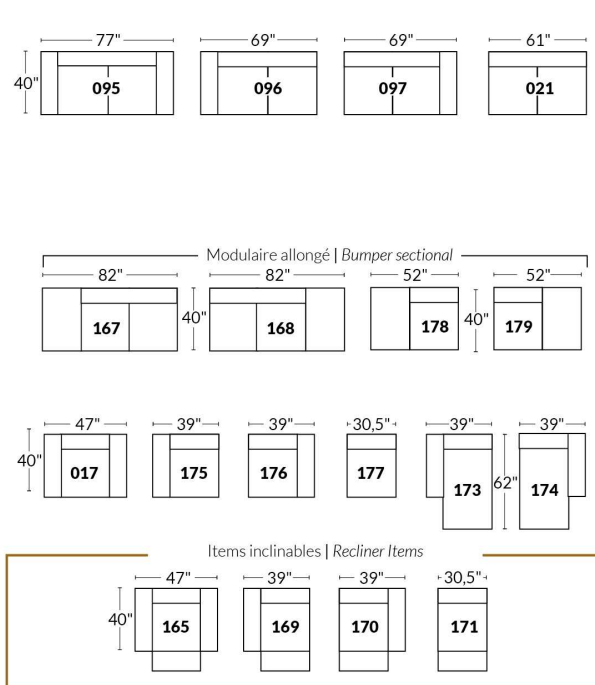 77" 69" 69" 61"
40" 095 096 097 021
Modulaire allongé | Bumper sectional
82" 82" 52" 52"
167 40" 168 178 40" 179
47" 39" 39" 30,5" 39" 39"
40" 017 175 176 177 173 62" 174
Items inclinables | Recliner Items
47" 39" 39" 30,5"
40" 165 169 170 171